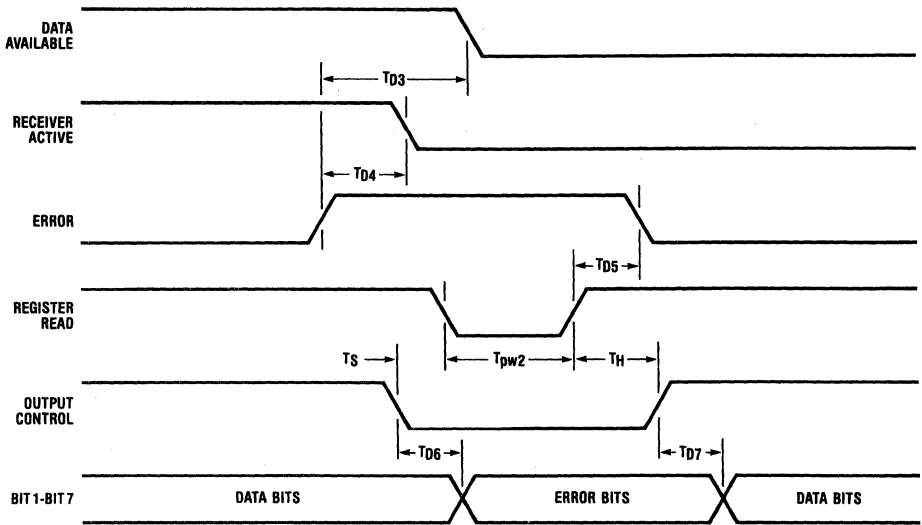 DATA
AVAILABLE
TD3
RECEIVER
ACTIVE
TD4
ERROR
TD5
REGISTER
READ
TS
Tpw2
TH
OUTPUT
CONTROL
TD6
TD7
BIT 1-BIT 7
DATA BITS
ERROR BITS
DATA BITS